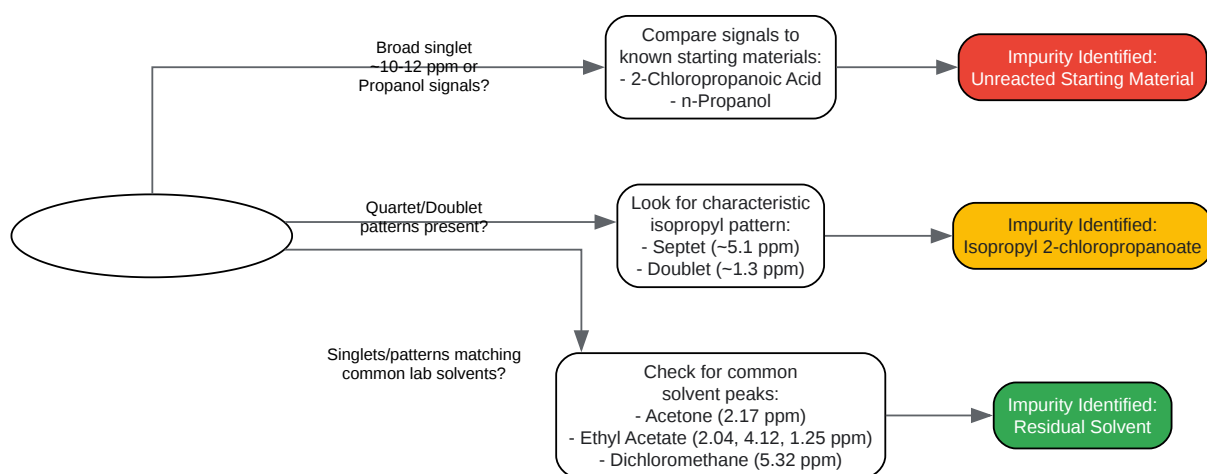 Broad singlet
~10-12 ppm or
Propanol signals?
Compare signals to
known starting materials:
- 2-Chloropropanoic Acid
- n-Propanol
Impurity Identified:
Unreacted Starting Material
Quartet/Doublet
patterns present?
Look for characteristic
isopropyl pattern:
- Septet (~5.1 ppm)
- Doublet (~1.3 ppm)
Impurity Identified:
Isopropyl 2-chloropropanoate
Singlets/patterns matching
common lab solvents?
Check for common
solvent peaks:
- Acetone (2.17 ppm)
- Ethyl Acetate (2.04, 4.12, 1.25 ppm)
- Dichloromethane (5.32 ppm)
Impurity Identified:
Residual Solvent